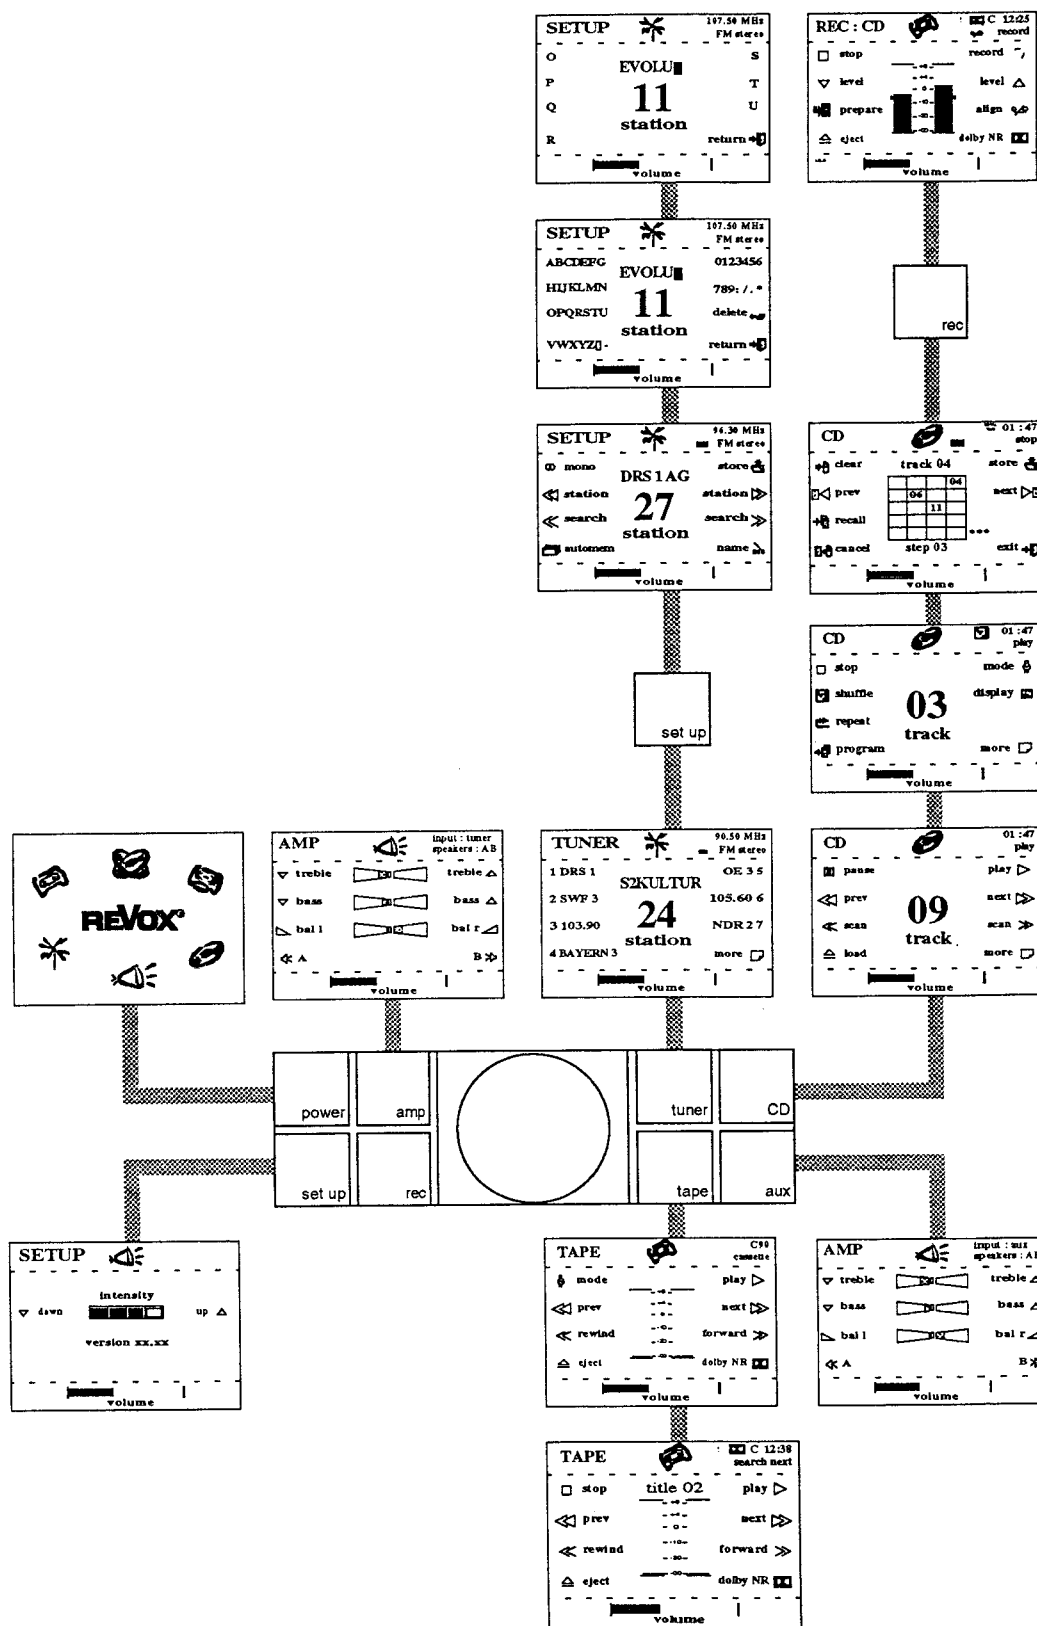 SETUP
107.50 MHz
FM stereo
O
S
EVOLU
P
T
11
Q
U
station
R
return
volume
REC : CD
C 12:25
record
stop
record
level
level
prepare
align
eject
dolby NR
volume
SETUP
107.50 MHz
FM stereo
ABCDEFG
0123456
EVOLU
HIJKLMN
789: / . *
11
OPQRSTU
delete
station
VWXYZ[] -
return
volume
rec
SETUP
96.30 MHz
FM stereo
mono
store
DRS 1 AG
station
station
27
search
search
station
automem
name
volume
CD
01 : 47
stop
clear
track 04
store
04
prev
06
next
11
recall
cancel
step 03
exit
volume
set up
CD
01 : 47
play
stop
mode
shuffle
display
03
repeat
track
program
more
volume
REVOX
AMP
input : tuner
speakers : AB
treble
treble
bass
bass
bal l
bal r
A
B
volume
TUNER
90.50 MHz
FM stereo
1 DRS 1
OE 3 5
S2KULTUR
2 SWF 3
105.60 6
24
3 103.90
NDR 2 7
station
4 BAYERN 3
more
volume
CD
01 : 47
play
pause
play
prev
next
09
scan
scan
track
load
more
volume
power
amp
tuner
CD
set up
rec
tape
aux
SETUP
intensity
down
up
version xx.xx
volume
TAPE
C90
cassette
mode
play
prev
next
rewind
forward
eject
dolby NR
volume
AMP
input : aux
speakers : AB
treble
treble
bass
bass
bal l
bal r
A
B
volume
TAPE
C 12:38
search next
stop
title 02
play
prev
next
rewind
forward
eject
dolby NR
volume